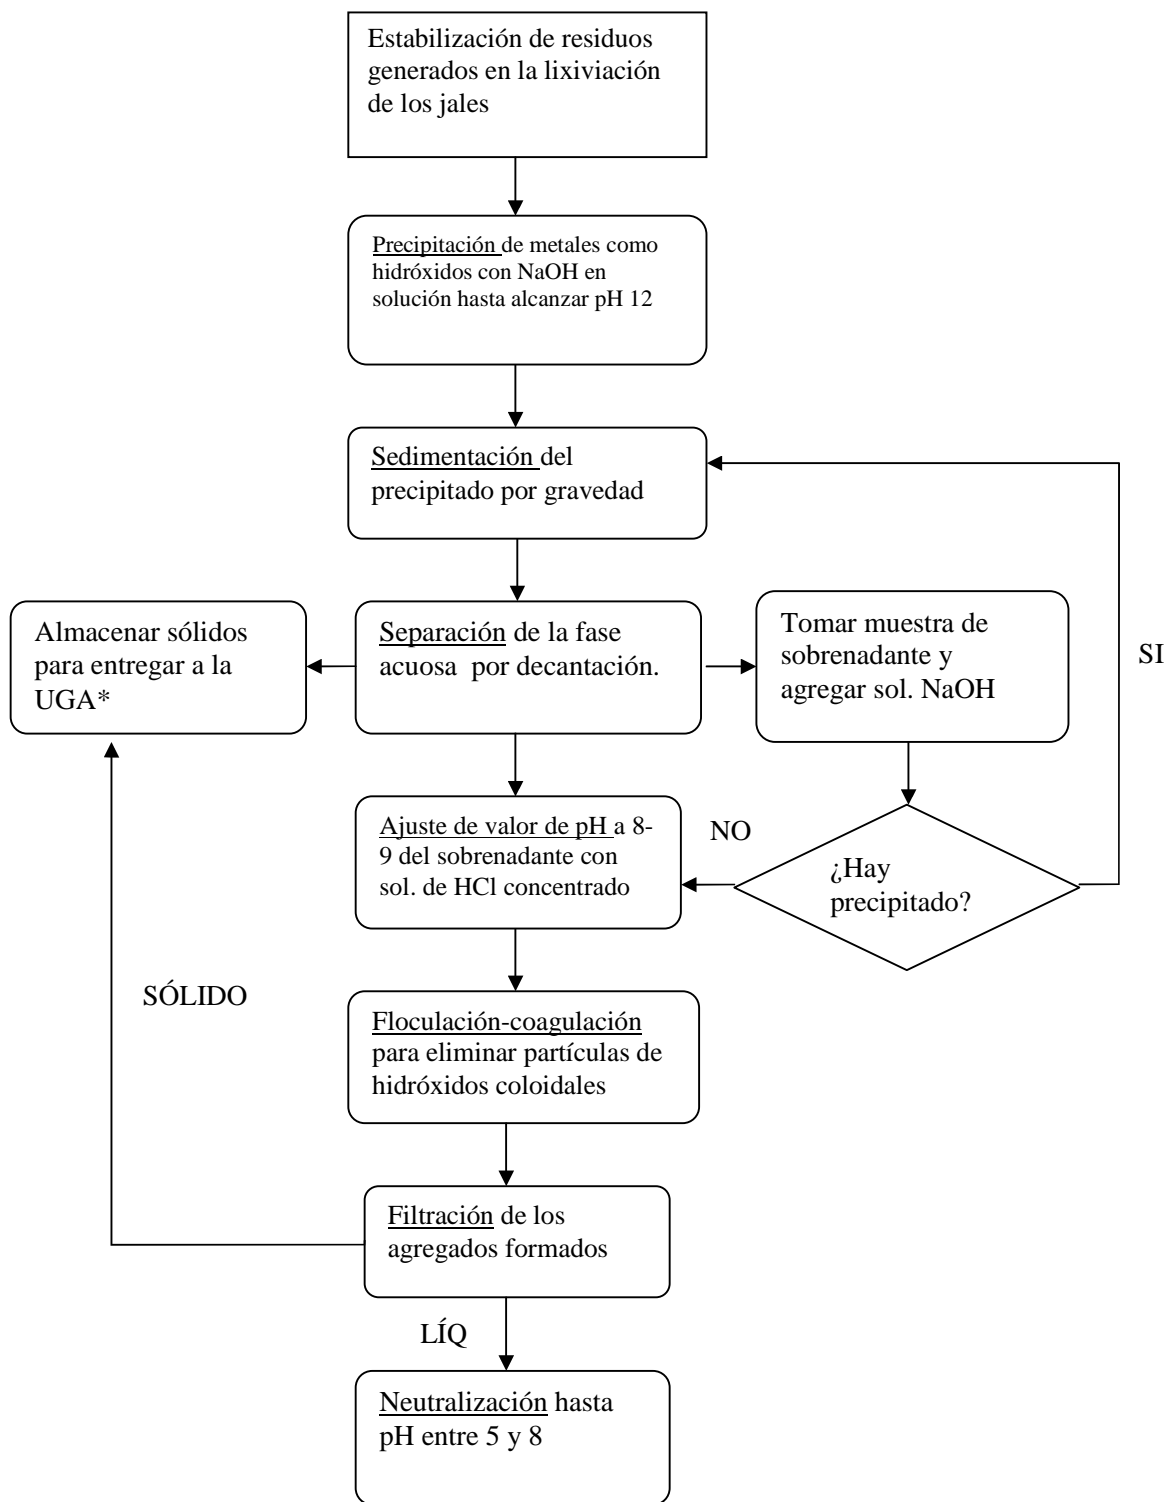 Estabilización de residuos
generados en la lixiviación
de los jales
Precipitación de metales como
hidróxidos con NaOH en
solución hasta alcanzar pH 12
Sedimentación del
precipitado por gravedad
Almacenar sólidos
para entregar a la
UGA*
Separación de la fase
acuosa por decantación.
Tomar muestra de
sobrenadante y
agregar sol. NaOH
SI
Ajuste de valor de pH a 8-
9 del sobrenadante con
sol. de HCl concentrado
NO
¿Hay
precipitado?
SÓLIDO
Floculación-coagulación
para eliminar partículas de
hidróxidos coloidales
Filtración de los
agregados formados
LÍQ
Neutralización hasta
pH entre 5 y 8